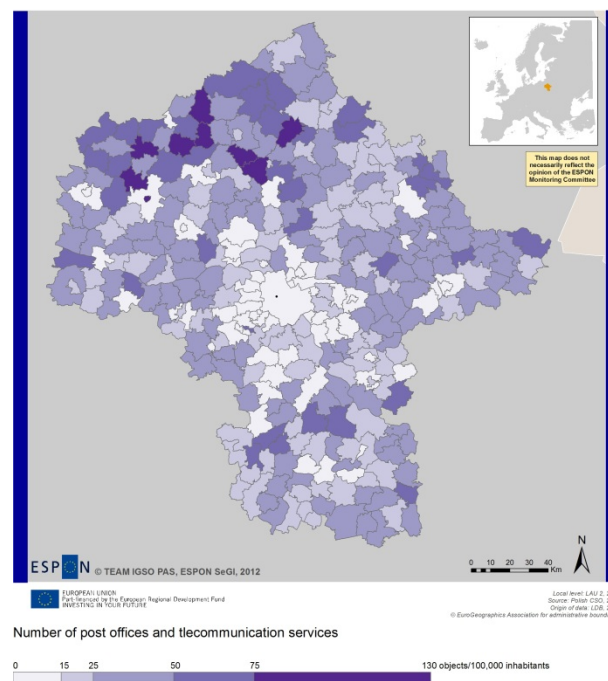 This map does not
necessarily reflect the
opinion of the ESPON
Monitoring Committee
N
0 5 10 20 30 40
Km
ESPON © TEAM IGSO PAS, ESPON SeGI, 2012
EUROPEAN UNION
Part-financed by the European Regional Development Fund
INVESTING IN YOUR FUTURE
Local level: LAU 2,
Source: Polish CSO,
Origin of data: LDB,
© EuroGeographics Association for administrative
Number of post offices and tlecommunication services
0 15 25 50 75 130 objects/100,000 inhabitants